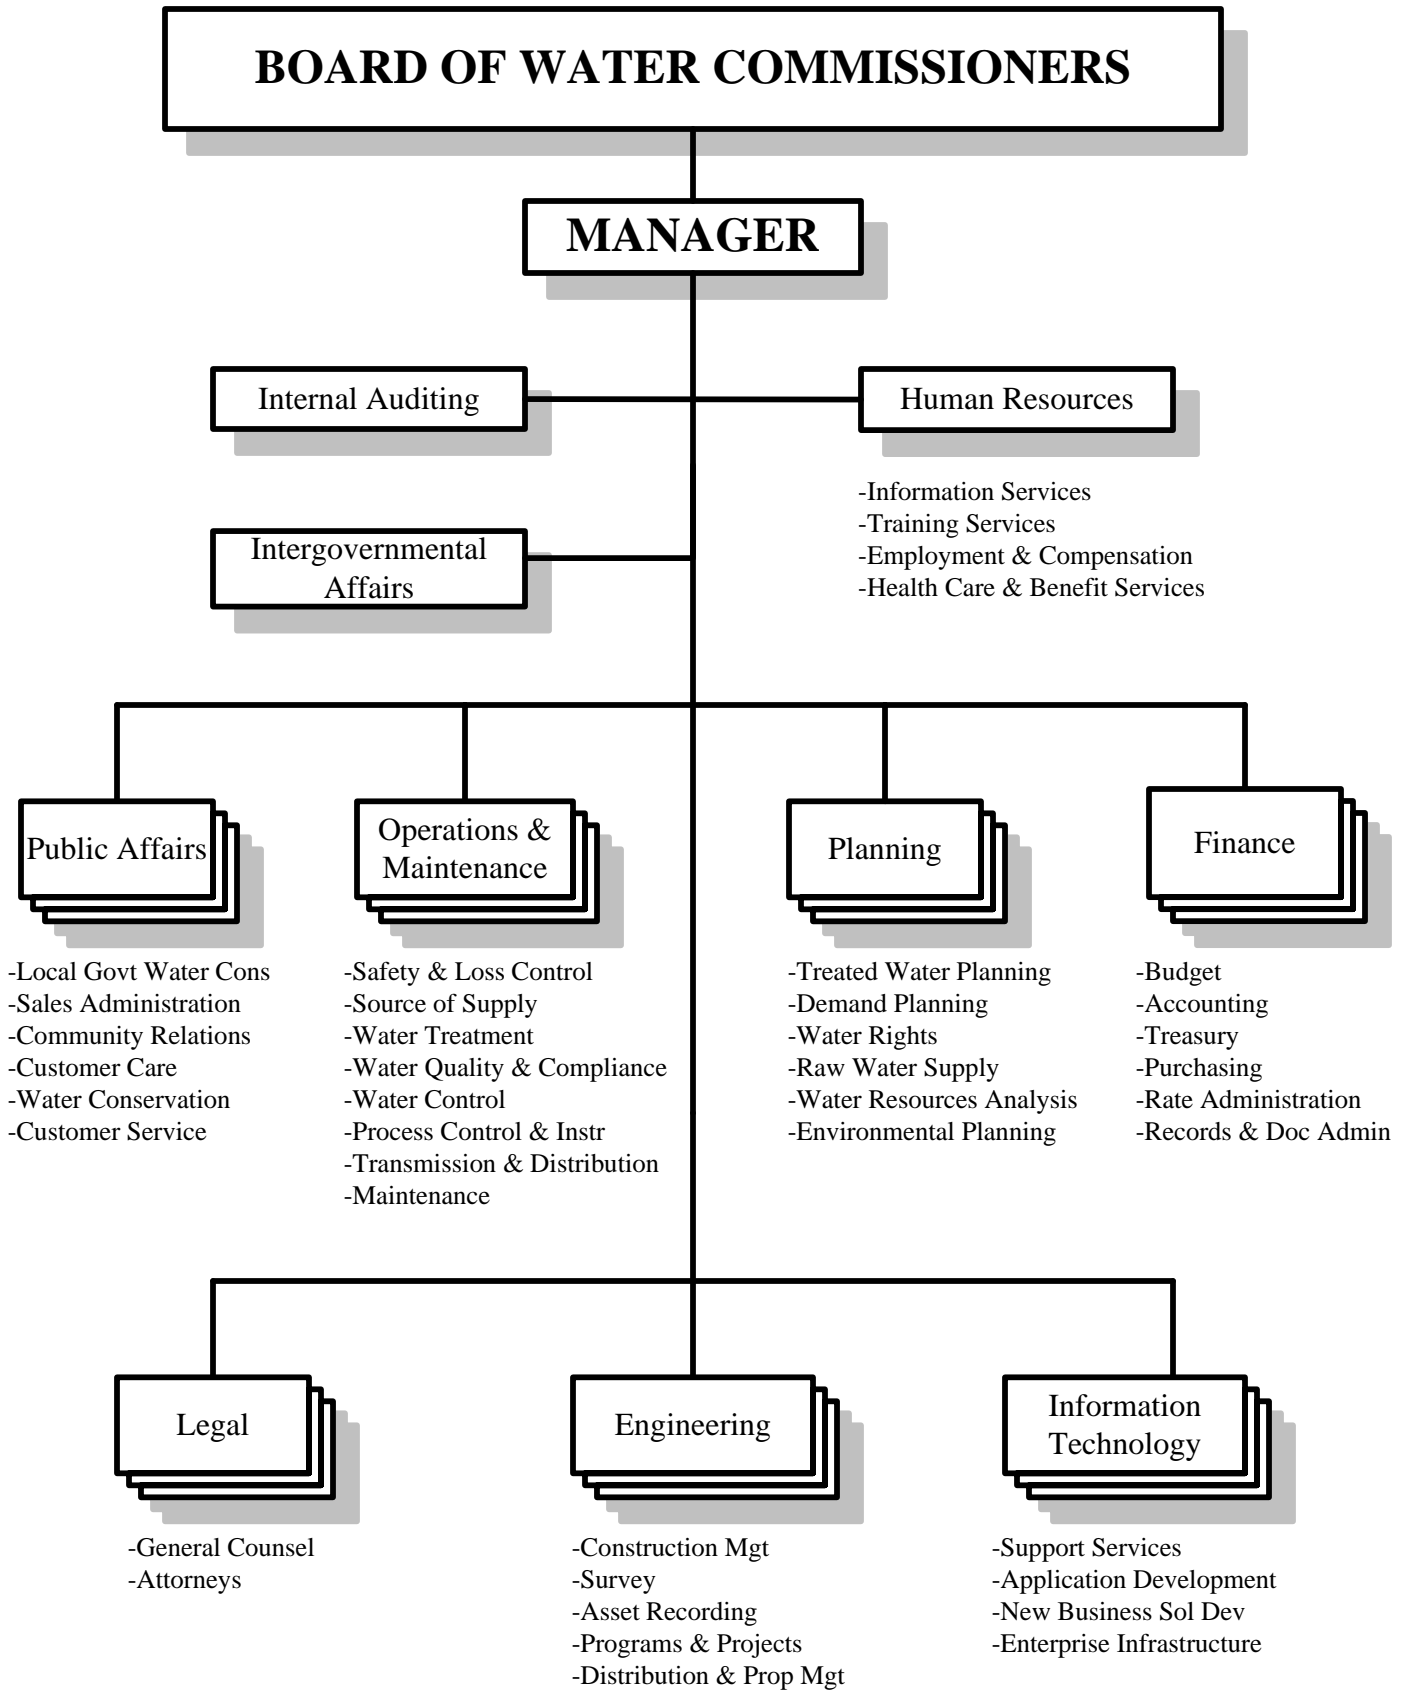 BOARD OF WATER COMMISSIONERS
MANAGER
Internal Auditing
Human Resources
-Information Services
-Training Services
-Employment & Compensation
-Health Care & Benefit Services
Intergovernmental
Affairs
Public Affairs
-Local Govt Water Cons
-Sales Administration
-Community Relations
-Customer Care
-Water Conservation
-Customer Service
Operations &
Maintenance
-Safety & Loss Control
-Source of Supply
-Water Treatment
-Water Quality & Compliance
-Water Control
-Process Control & Instr
-Transmission & Distribution
-Maintenance
Planning
-Treated Water Planning
-Demand Planning
-Water Rights
-Raw Water Supply
-Water Resources Analysis
-Environmental Planning
Finance
-Budget
-Accounting
-Treasury
-Purchasing
-Rate Administration
-Records & Doc Admin
Legal
-General Counsel
-Attorneys
Engineering
-Construction Mgt
-Survey
-Asset Recording
-Programs & Projects
-Distribution & Prop Mgt
Information
Technology
-Support Services
-Application Development
-New Business Sol Dev
-Enterprise Infrastructure